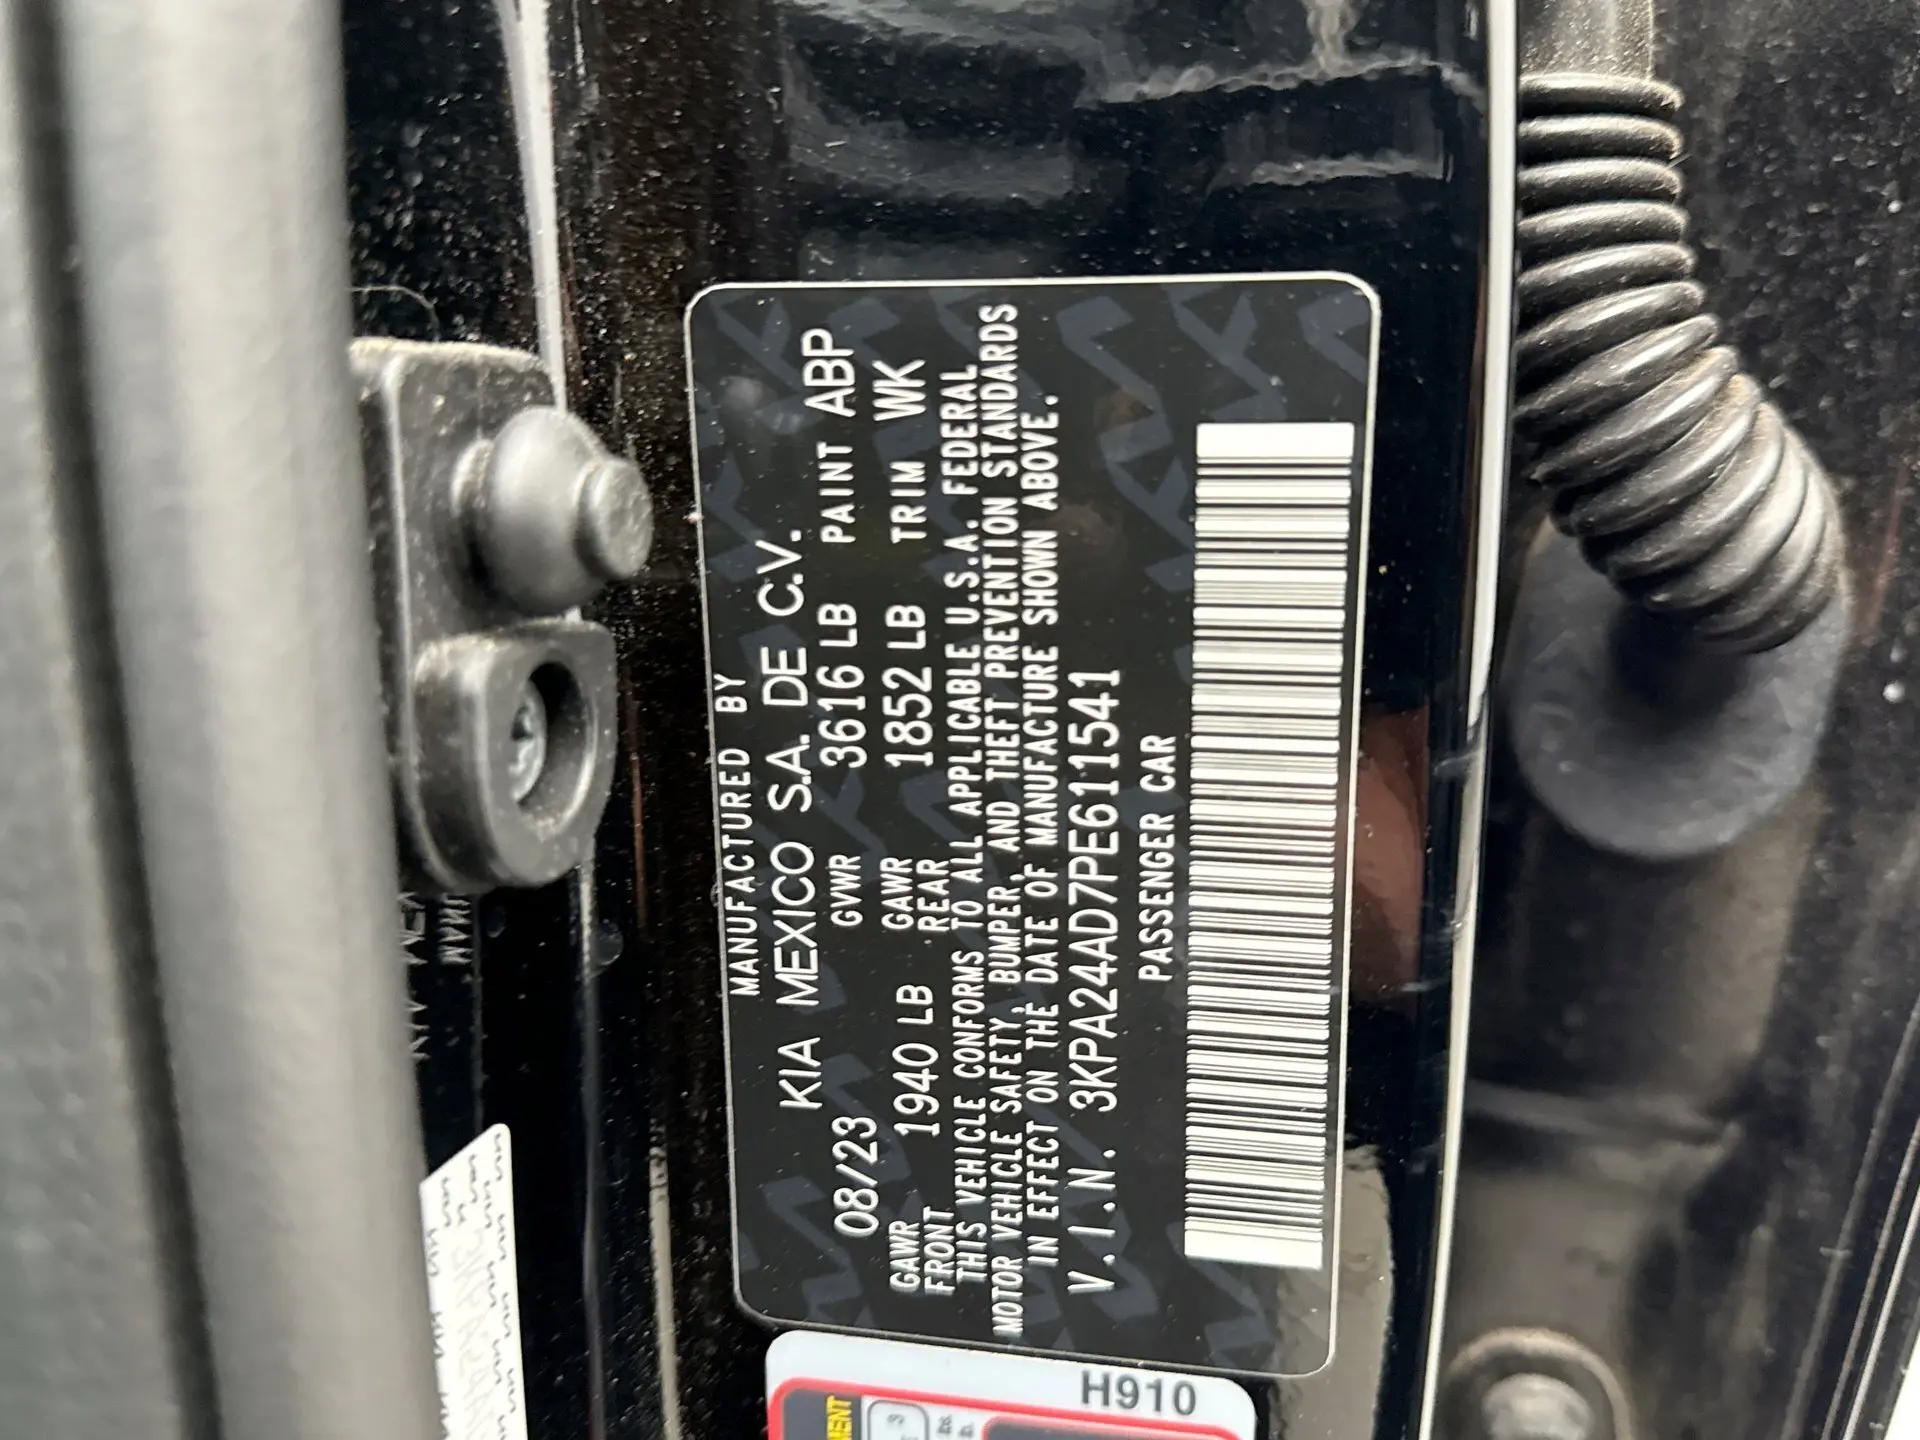 MANUFACTURED BY
KIA MEXICO S.A. DE C.V.
08/23 GVWR 3616 LB PAINT ABP
GAWR FRONT 1940 LB GAWR REAR 1852 LB TRIM WK
THIS VEHICLE CONFORMS TO ALL APPLICABLE U.S.A. FEDERAL
MOTOR VEHICLE SAFETY, BUMPER, AND THEFT PREVENTION STANDARDS
IN EFFECT ON THE DATE OF MANUFACTURE SHOWN ABOVE.
V.I.N. 3KPA24AD7PE611541
PASSENGER CAR
H910